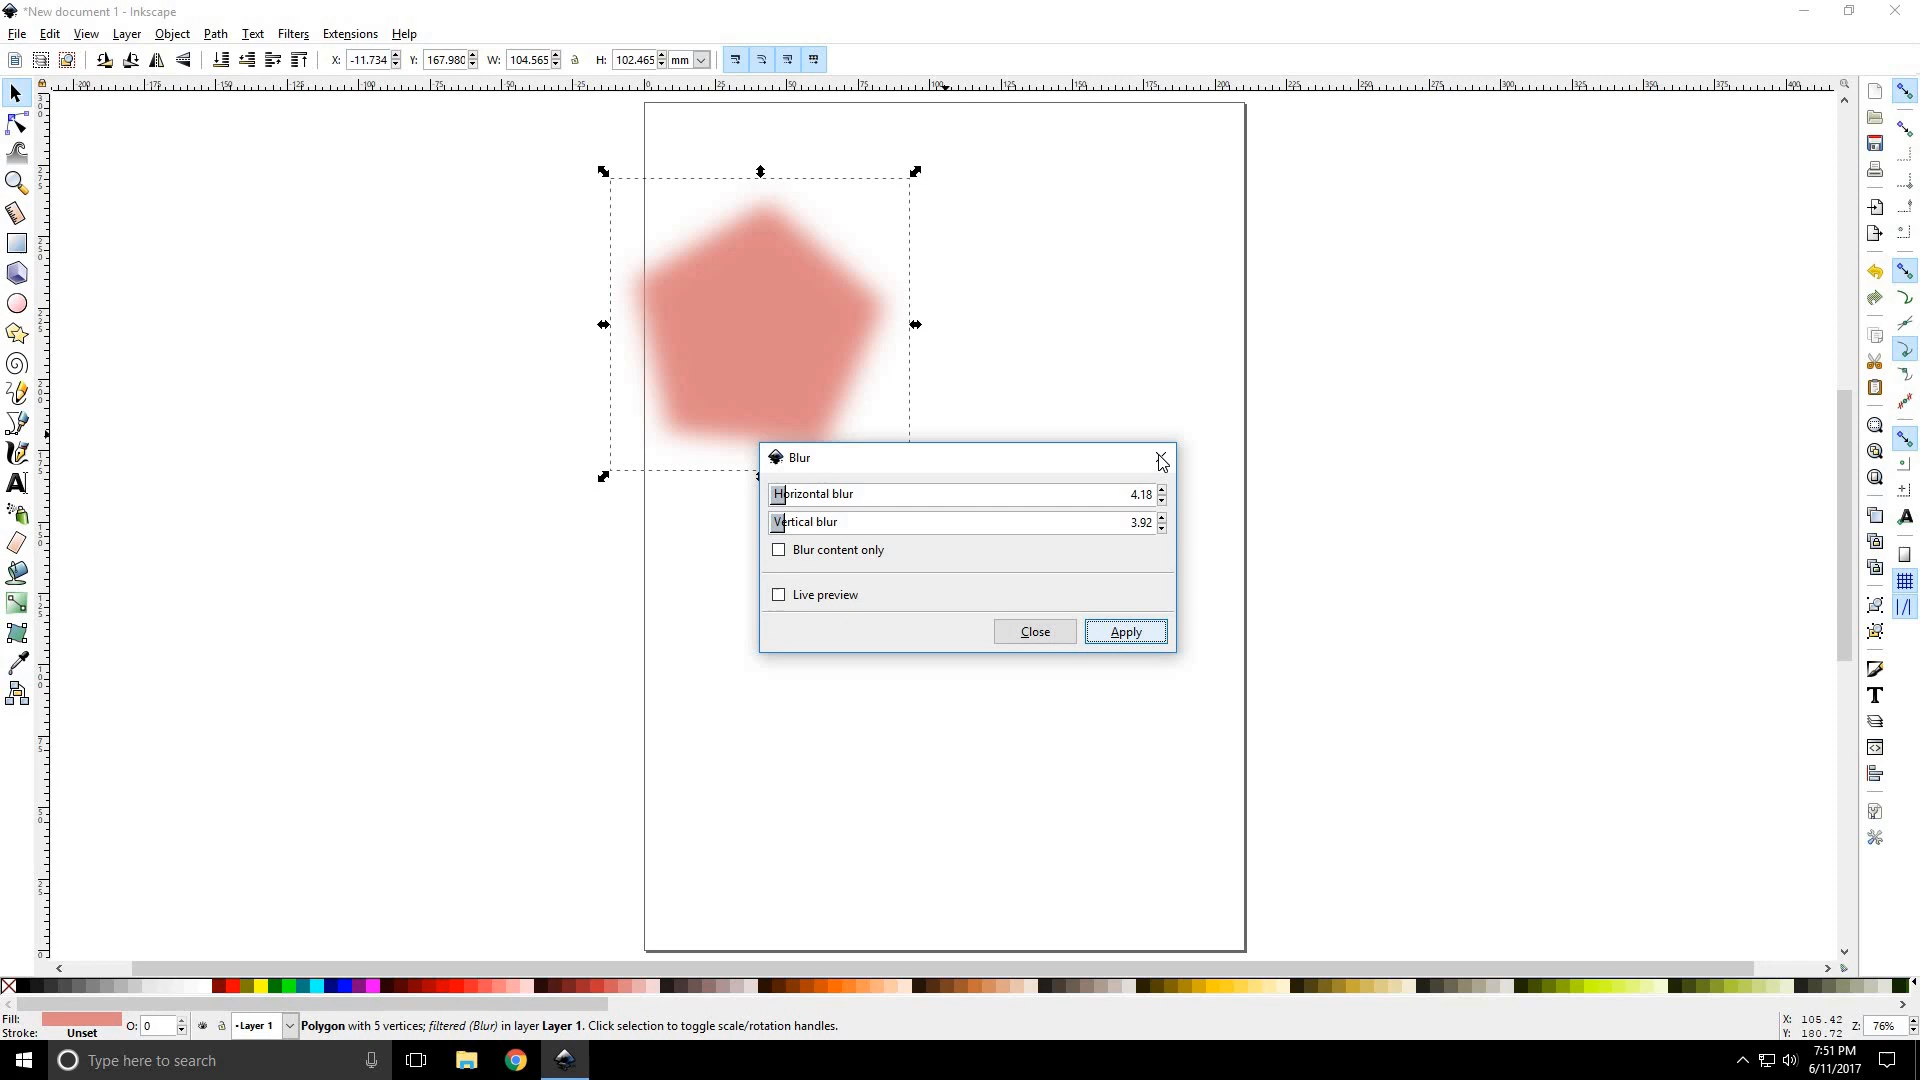 *New document 1 - Inkscape
File Edit View Layer Object Path Text Filters Extensions Help
X: -11.734 Y: 167.980 W: 104.565 H: 102.465 mm
Blur
Horizontal blur 4.18
Vertical blur 3.92
Blur content only
Live preview
Close Apply
Fill:
Stroke: Unset
O: 0
•Layer 1
Polygon with 5 vertices; filtered (Blur) in layer Layer 1. Click selection to toggle scale/rotation handles.
X: 105.42
Y: 180.72
Z: 76%
Type here to search
7:51 PM
6/11/2017